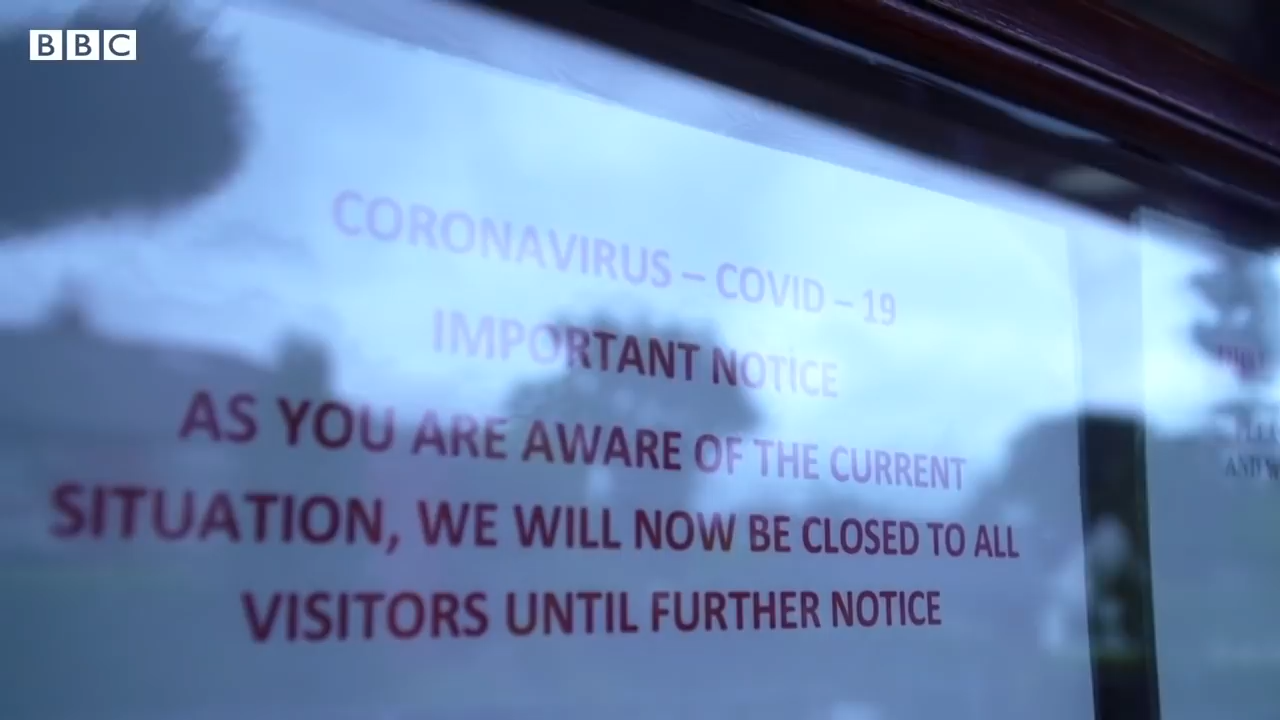 BBC
CORONAVIRUS – COVID – 19
IMPORTANT NOTICE
AS YOU ARE AWARE OF THE CURRENT
SITUATION, WE WILL NOW BE CLOSED TO ALL
VISITORS UNTIL FURTHER NOTICE